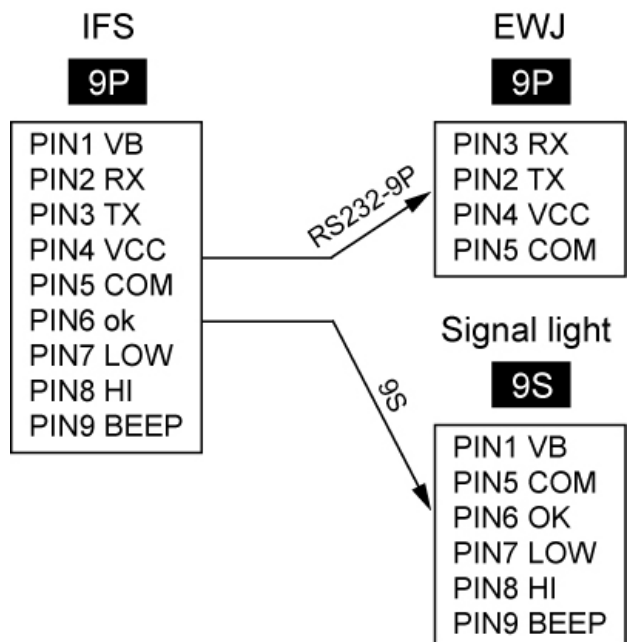 IFS
9P
PIN1 VB
PIN2 RX
PIN3 TX
PIN4 VCC
PIN5 COM
PIN6 ok
PIN7 LOW
PIN8 HI
PIN9 BEEP
RS232-9P
9S
EWJ
9P
PIN3 RX
PIN2 TX
PIN4 VCC
PIN5 COM
Signal light
9S
PIN1 VB
PIN5 COM
PIN6 OK
PIN7 LOW
PIN8 HI
PIN9 BEEP